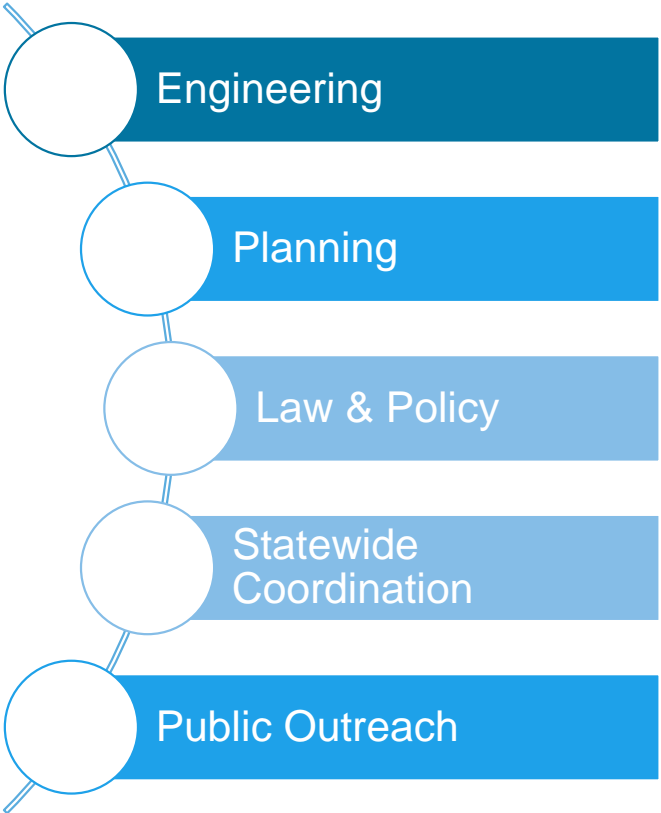 Engineering
Planning
Law & Policy
Statewide
Coordination
Public Outreach